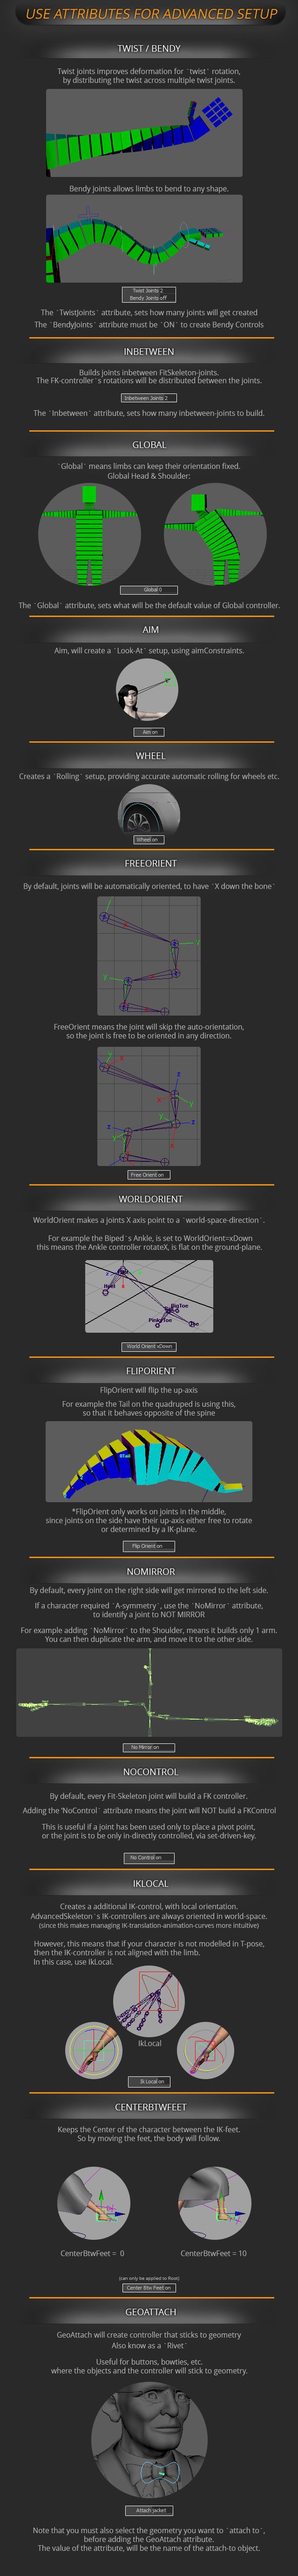 USE ATTRIBUTES FOR ADVANCED SETUP
TWIST / BENDY
Twist joints improves deformation for `twist` rotation,
by distributing the twist across multiple twist joints.
Bendy joints allows limbs to bend to any shape.
Twist Joints 2
Bendy Joints off
The `TwistJoints` attribute, sets how many joints will get created
The `BendyJoints` attribute must be `ON` to create Bendy Controls
INBETWEEN
Builds joints inbetween FitSkeleton-joints.
The FK-controller`s rotations will be distributed between the joints.
Inbetween Joints 2
The `Inbetween` attribute, sets how many inbetween-joints to build.
GLOBAL
`Global` means limbs can keep their orientation fixed.
Global Head & Shoulder:
Global 0
The `Global` attribute, sets what will be the default value of Global controller.
AIM
Aim, will create a `Look-At` setup, using aimConstraints.
Aim on
WHEEL
Creates a `Rolling` setup, providing accurate automatic rolling for wheels etc.
Wheel on
FREEORIENT
By default, joints will be automatically oriented, to have `X down the bone`
FreeOrient means the joint will skip the auto-orientation,
so the joint is free to be oriented in any direction.
Free Orient on
WORLDORIENT
WorldOrient makes a joints X axis point to a `world-space-direction`.
For example the Biped`s Ankle, is set to WorldOrient=xDown
this means the Ankle controller rotateX, is flat on the ground-plane.
Heel
BigToe
PinkyToe
Toe
World Orient xDown
FLIPORIENT
FlipOrient will flip the up-axis
For example the Tail on the quadruped is using this,
so that it behaves opposite of the spine
*FlipOrient only works on joints in the middle,
since joints on the side have their up-axis either free to rotate
or determined by a IK-plane.
Flip Orient on
NOMIRROR
By default, every joint on the right side will get mirrored to the left side.
If a character required `A-symmetry`, use the `NoMirror` attribute,
to identify a joint to NOT MIRROR
For example adding `NoMirror` to the Shoulder, means it builds only 1 arm.
You can then duplicate the arm, and move it to the other side.
No Mirror on
NOCONTROL
By default, every Fit-Skeleton joint will build a FK controller.
Adding the 'NoControl` attribute means the joint will NOT build a FKControl
This is useful if a joint has been used only to place a pivot point,
or the joint is to be only in-directly controlled, via set-driven-key.
No Control on
IKLOCAL
Creates a additional IK-control, with local orientation.
AdvancedSkeleton`s IK-controllers are always oriented in world-space.
(since this makes managing IK-translation-animation-curves more intuitive)
However, this means that if your character is not modelled in T-pose,
then the IK-controller is not aligned with the limb.
In this case, use IkLocal.
IkLocal
Ik Local on
CENTERBTWFEET
Keeps the Center of the character between the IK-feet.
So by moving the feet, the body will follow.
CenterBtwFeet = 0
CenterBtwFeet = 10
(can only be applied to Root)
Center Btw Feet on
GEOATTACH
GeoAttach will create controller that sticks to geometry
Also know as a `Rivet`
Useful for buttons, bowties, etc.
where the objects and the controller will stick to geometry.
Attach Jacket
Note that you must also select the geometry you want to `attach to`,
before adding the GeoAttach attribute.
The value of the attribute, will be the name of the attach-to object.